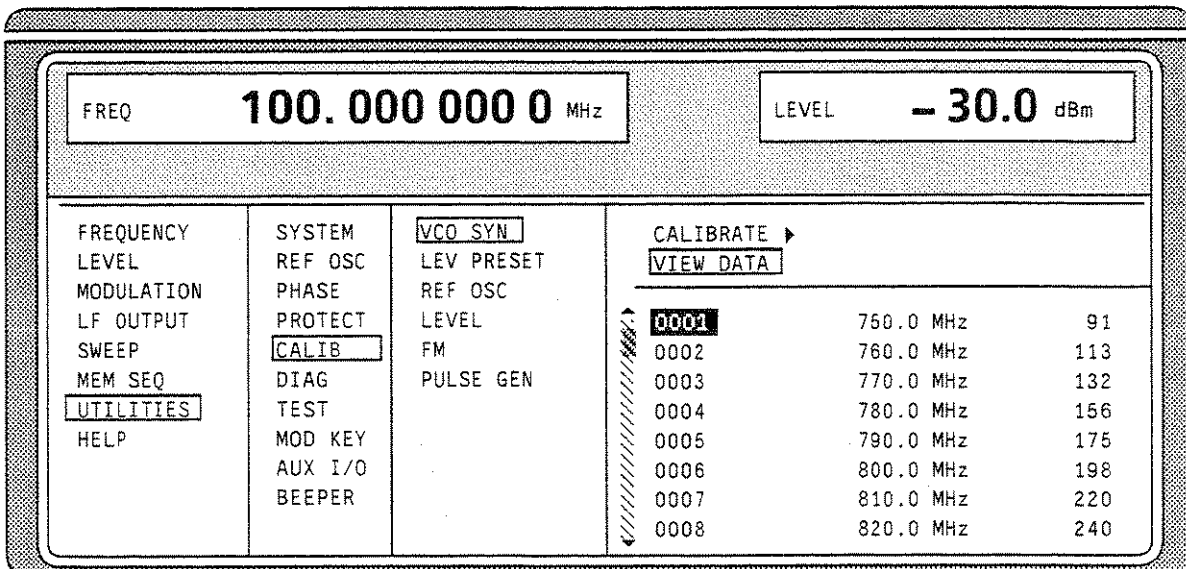 FREQ 100. 000 000 0 MHz
LEVEL – 30.0 dBm
FREQUENCY
LEVEL
MODULATION
LF OUTPUT
SWEEP
MEM SEQ
UTILITIES
HELP
SYSTEM
REF OSC
PHASE
PROTECT
CALIB
DIAG
TEST
MOD KEY
AUX I/O
BEEPER
VCO SYN
LEV PRESET
REF OSC
LEVEL
FM
PULSE GEN
CALIBRATE
VIEW DATA
0001 750.0 MHz 91
0002 760.0 MHz 113
0003 770.0 MHz 132
0004 780.0 MHz 156
0005 790.0 MHz 175
0006 800.0 MHz 198
0007 810.0 MHz 220
0008 820.0 MHz 240